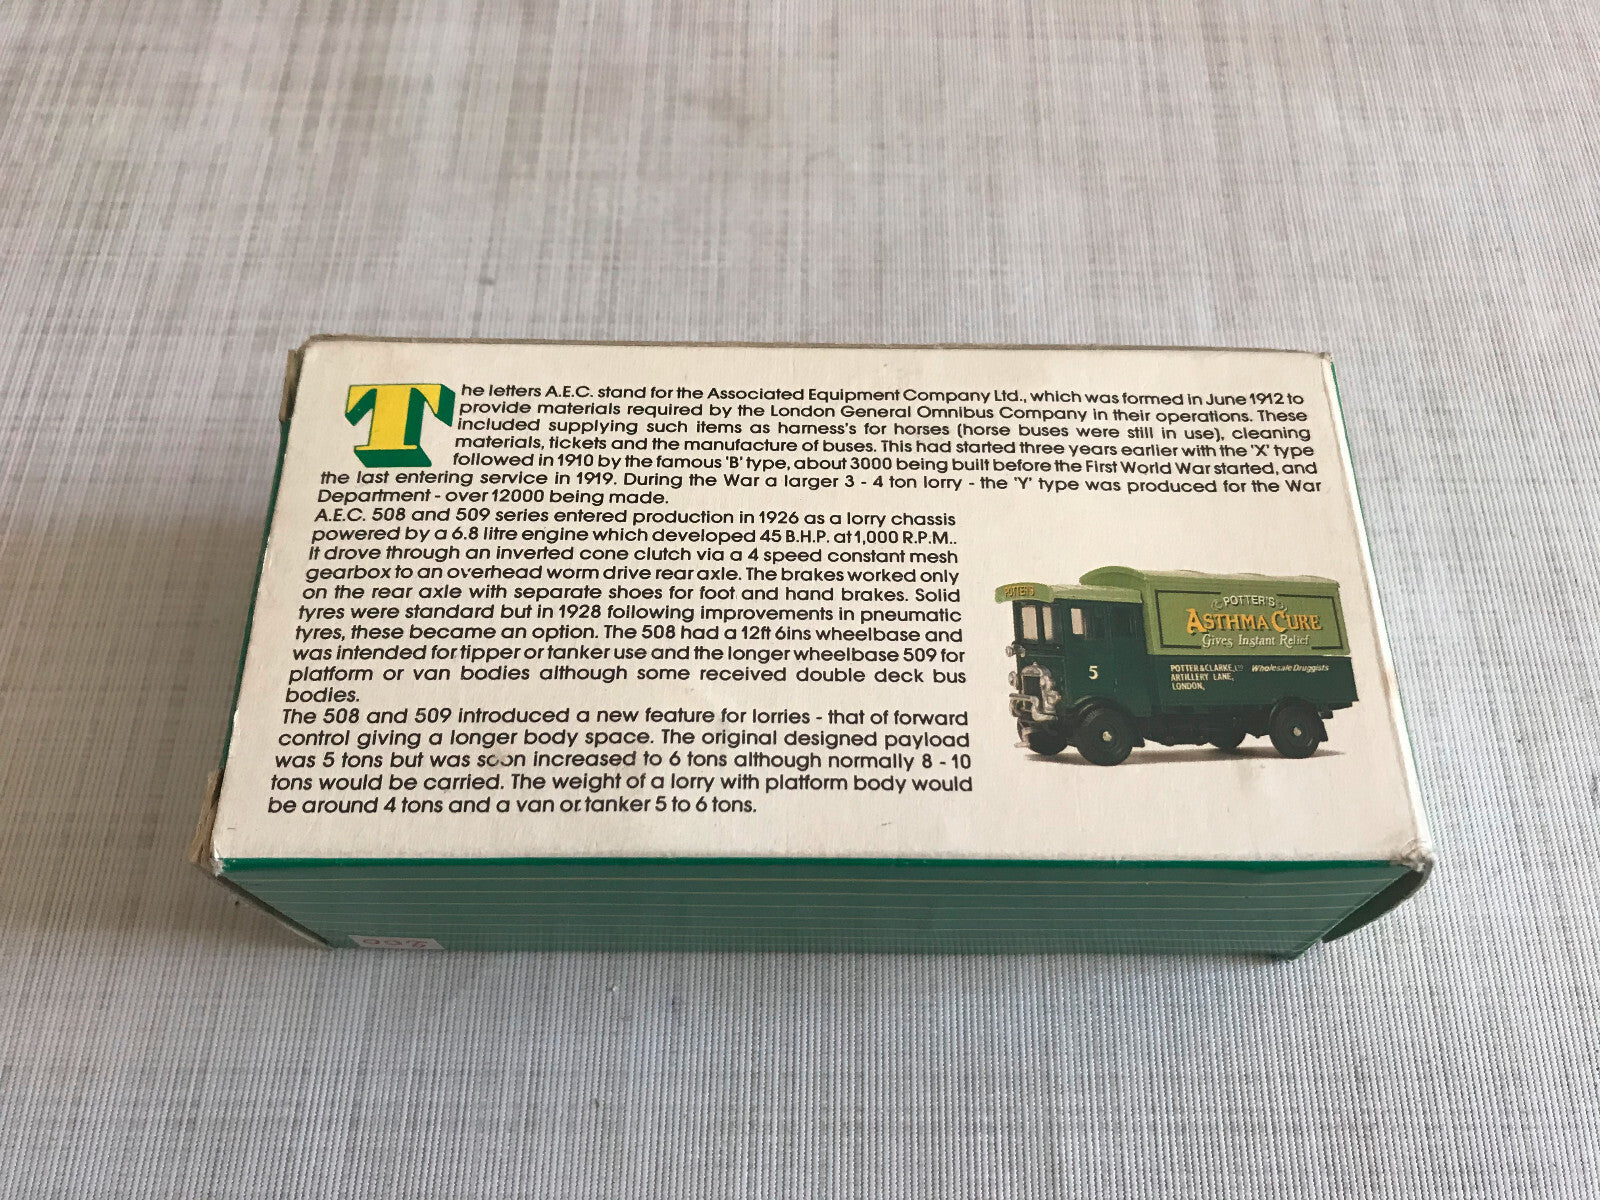 The letters A.E.C. stand for the Associated Equipment Company Ltd., which was formed in June 1912 to
provide materials required by the London General Omnibus Company in their operations. These
included supplying such items as harness's for horses (horse buses were still in use), cleaning
materials, tickets and the manufacture of buses. This had started three years earlier with the 'X' type
followed in 1910 by the famous 'B' type, about 3000 being built before the First World War started, and
the last entering service in 1919. During the War a larger 3 - 4 ton lorry - the 'Y' type was produced for the War
Department - over 12000 being made.
A.E.C. 508 and 509 series entered production in 1926 as a lorry chassis
powered by a 6.8 litre engine which developed 45 B.H.P. at 1,000 R.P.M..
It drove through an inverted cone clutch via a 4 speed constant mesh
gearbox to an overhead worm drive rear axle. The brakes worked only
on the rear axle with separate shoes for foot and hand brakes. Solid
tyres were standard but in 1928 following improvements in pneumatic
tyres, these became an option. The 508 had a 12ft 6ins wheelbase and
was intended for tipper or tanker use and the longer wheelbase 509 for
platform or van bodies although some received double deck bus
bodies.
The 508 and 509 introduced a new feature for lorries - that of forward
control giving a longer body space. The original designed payload
was 5 tons but was soon increased to 6 tons although normally 8 - 10
tons would be carried. The weight of a lorry with platform body would
be around 4 tons and a van or tanker 5 to 6 tons.
POTTER'S
POTTER'S
ASTHMA CURE
Gives Instant Relief
5
POTTER & CLARKE, LTD Wholesale Druggists
ARTILLERY LANE,
LONDON,